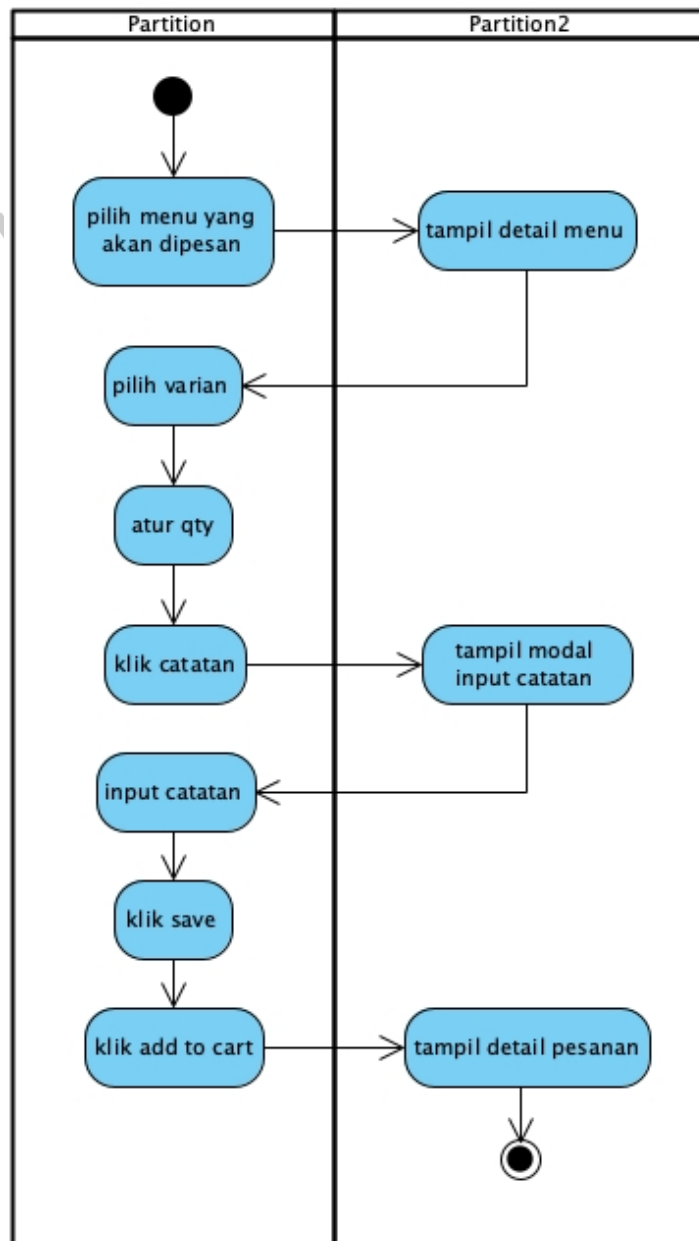 Partition
Partition2
pilih menu yang
akan dipesan
tampil detail menu
pilih varian
atur qty
klik catatan
tampil modal
input catatan
input catatan
klik save
klik add to cart
tampil detail pesanan